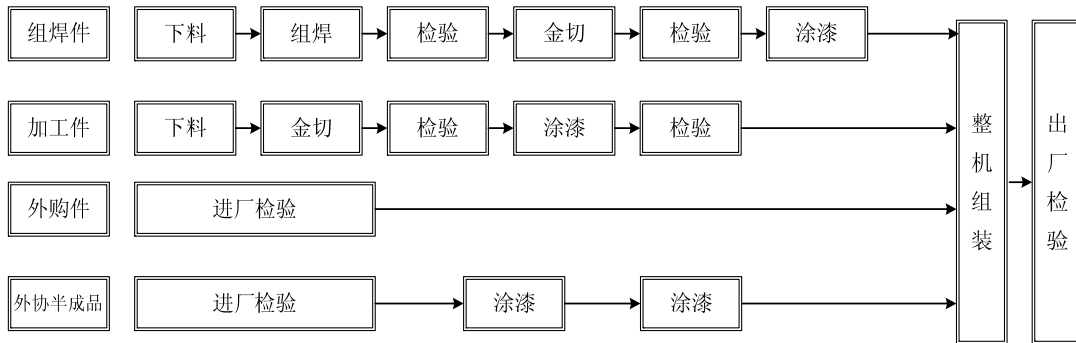 组焊件
下料
组焊
检验
金切
检验
涂漆
加工件
下料
金切
检验
涂漆
检验
外购件
进厂检验
外协半成品
进厂检验
涂漆
涂漆
整机组装
出厂检验